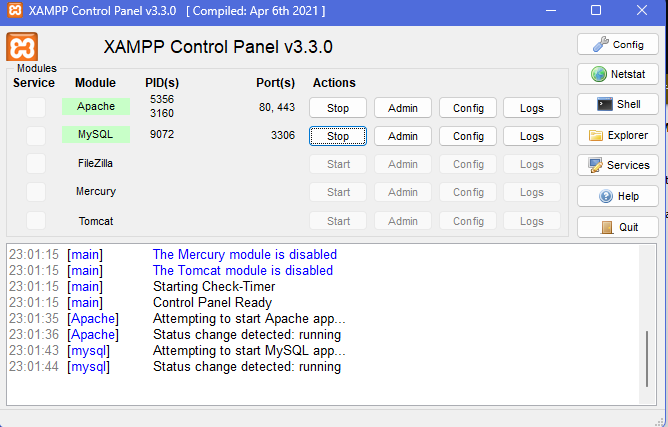 XAMPP Control Panel v3.3.0 [ Compiled: Apr 6th 2021 ]
XAMPP Control Panel v3.3.0
Config
Modules
Service Module PID(s) Port(s) Actions
Netstat
Apache 5356 3160 80, 443 Stop Admin Config Logs
Shell
MySQL 9072 3306 Stop Admin Config Logs
Explorer
FileZilla Start Admin Config Logs
Services
Mercury Start Admin Config Logs
Help
Tomcat Start Admin Config Logs
Quit
23:01:15 [main] The Mercury module is disabled
23:01:15 [main] The Tomcat module is disabled
23:01:15 [main] Starting Check-Timer
23:01:15 [main] Control Panel Ready
23:01:35 [Apache] Attempting to start Apache app...
23:01:36 [Apache] Status change detected: running
23:01:43 [mysql] Attempting to start MySQL app...
23:01:44 [mysql] Status change detected: running